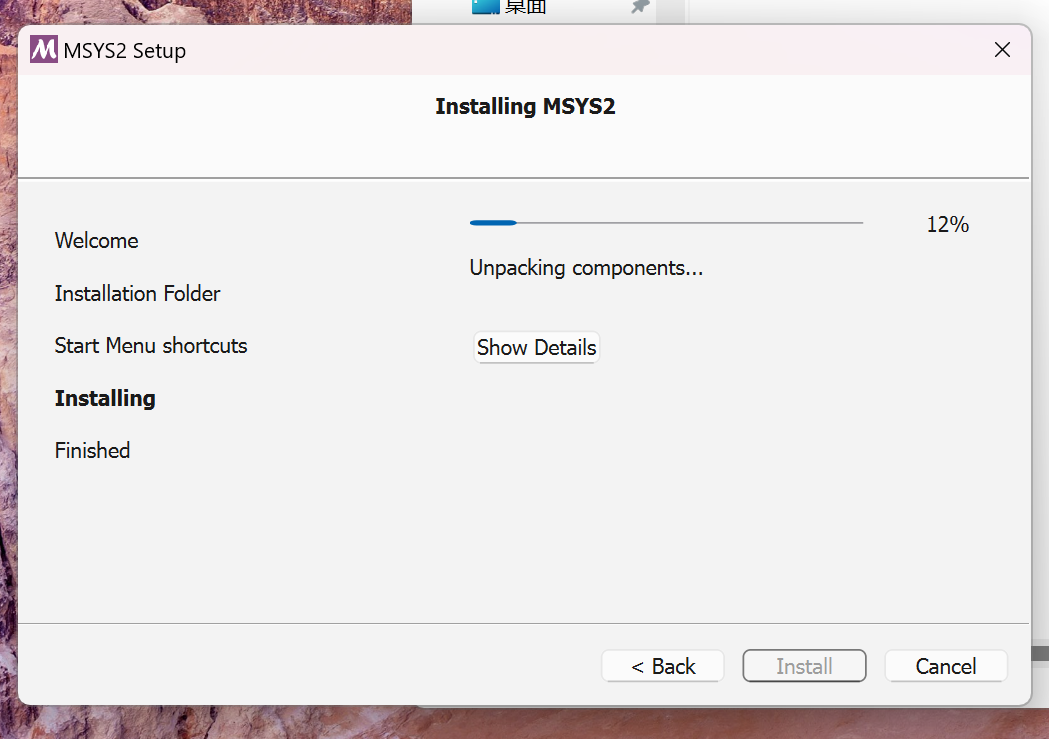 桌面
MSYS2 Setup
Installing MSYS2
Welcome
Installation Folder
Start Menu shortcuts
Installing
Finished
12%
Unpacking components...
Show Details
< Back
Install
Cancel